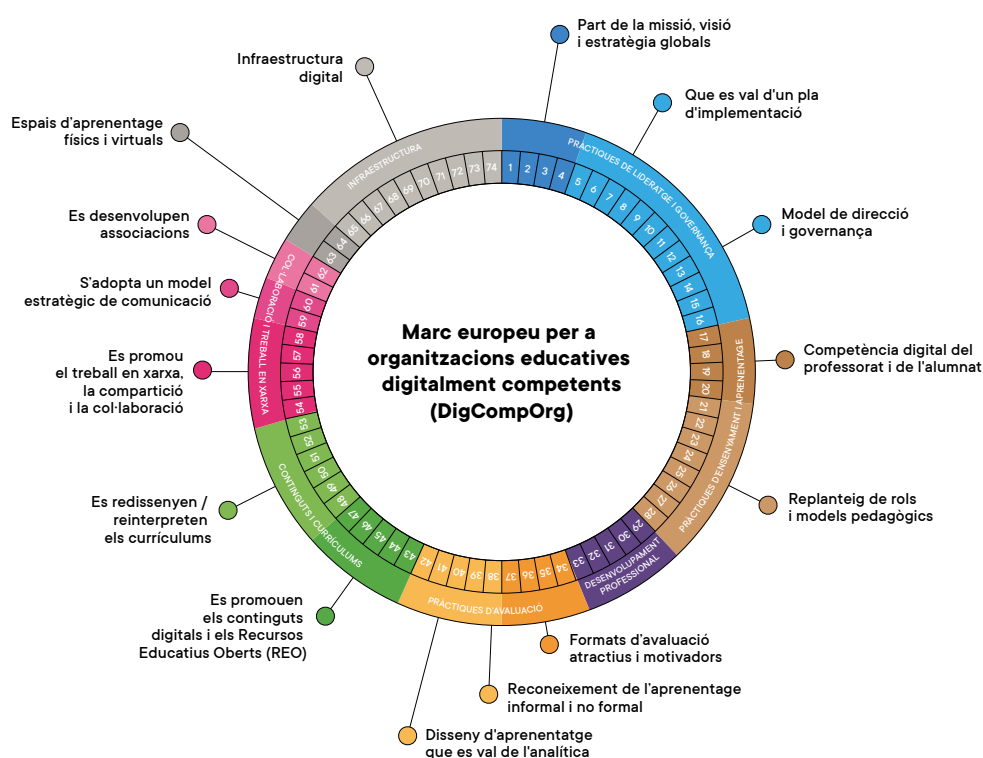 Part de la missió, visió
i estratègia globals
Infraestructura
digital
Que es val d'un pla
d'implementació
Espais d'aprenentage
físics i virtuals
Es desenvolupen
associacions
Model de direcció
i governança
S'adopta un model
estratègic de comunicació
Es promou
el treball en xarxa,
la compartició
i la col·laboració
Competència digital del
professorat i de l'alumnat
Es redissenyen /
reinterpreten
els currículums
Replanteig de rols
i models pedagògics
Es promouen
els continguts
digitals i els Recursos
Educatius Oberts (REO)
Formats d'avaluació
atractius i motivadors
Reconeixement de l'aprenentage
informal i no formal
Disseny d'aprenentatge
que es val de l'analítica
Marc europeu per a
organitzacions educatives
digitalment competents
(DigCompOrg)
PRÀCTIQUES DE LIDERATGE I GOVERNANÇA
PRÀCTIQUES D'ENSENYAMENT I APRENENTAGE
DESENVOLUPAMENT
PROFESSIONAL
PRÀCTIQUES D'AVALUACIÓ
CONTINGUTS I CURRÍCULUMS
COL·LABORACIÓ I TREBALL EN XARXA
INFRAESTRUCTURA
1 2 3 4 5 6 7 8 9 10 11 12 13 14 15 16 17 18 19 20 21 22 23 24 25 26 27 28 29 30 31 32 33 34 35 36 37 38 39 40 41 42 43 44 45 46 47 48 49 50 51 52 53 54 55 56 57 58 59 60 61 62 63 64 65 66 67 68 69 70 71 72 73 74